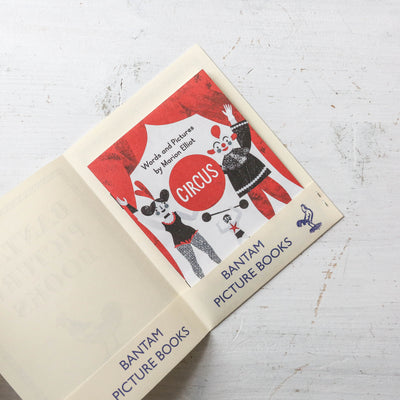 Words and Pictures
by Marion Elliot
CIRCUS
BANTAM
PICTURE BOOKS
BANTAM
PICTURE BOOKS